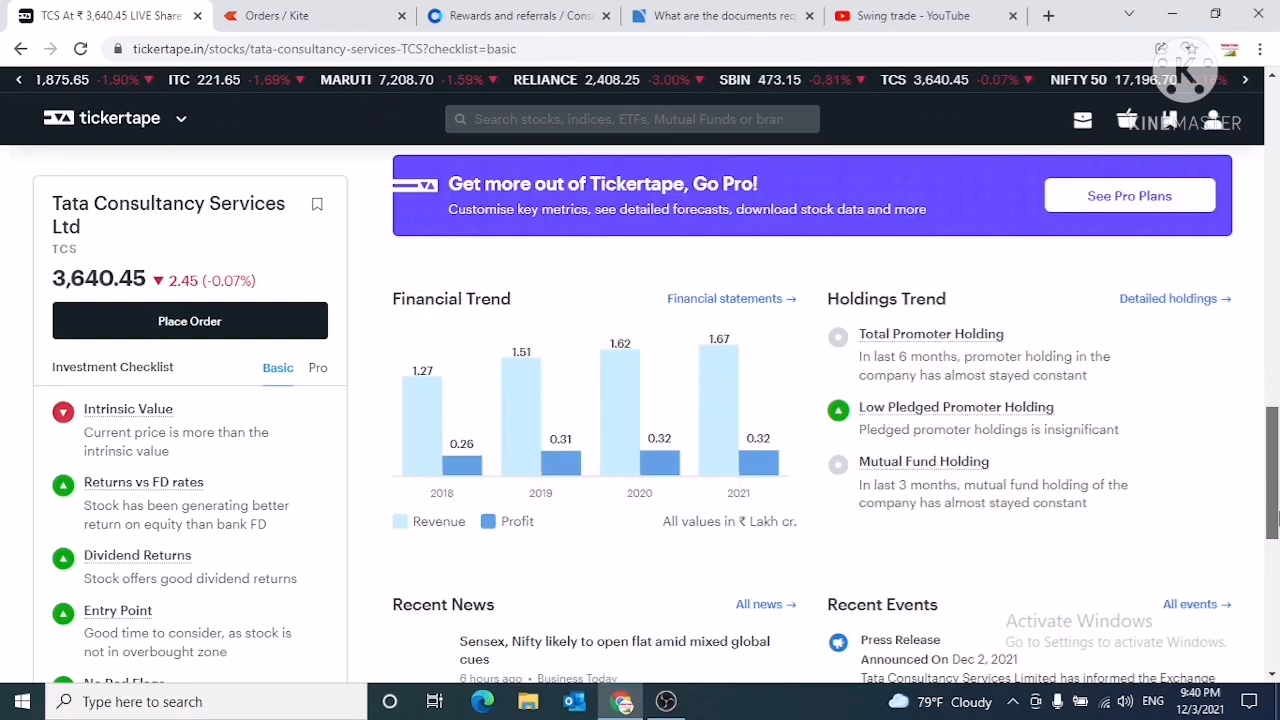 TCS At ₹ 3,640.45 LIVE Share
Orders / Kite
Rewards and referrals / Cons
What are the documents req
Swing trade - YouTube
tickertape.in/stocks/tata-consultancy-services-TCS?checklist=basic
1,875.65 -1.90% ▼ ITC 221.65 -1.69% ▼ MARUTI 7,208.70 -1.59% ▼ RELIANCE 2,408.25 -3.00% ▼ SBIN 473.15 -0.81% ▼ TCS 3,640.45 -0.07% ▼ NIFTY 50 17,196.70
tickertape
Search stocks, indices, ETFs, Mutual Funds or bran
K
KINEMASTER
Get more out of Tickertape, Go Pro!
Customise key metrics, see detailed forecasts, download stock data and more
See Pro Plans
Tata Consultancy Services
Ltd
TCS
3,640.45 ▼ 2.45 (-0.07%)
Place Order
Investment Checklist Basic Pro
Intrinsic Value
Current price is more than the
intrinsic value
Returns vs FD rates
Stock has been generating better
return on equity than bank FD
Dividend Returns
Stock offers good dividend returns
Entry Point
Good time to consider, as stock is
not in overbought zone
No Red Flags
Financial Trend Financial statements →
1.27 0.26 1.51 0.31 1.62 0.32 1.67 0.32
2018 2019 2020 2021
Revenue Profit All values in ₹ Lakh cr.
Holdings Trend Detailed holdings →
Total Promoter Holding
In last 6 months, promoter holding in the
company has almost stayed constant
Low Pledged Promoter Holding
Pledged promoter holdings is insignificant
Mutual Fund Holding
In last 3 months, mutual fund holding of the
company has almost stayed constant
Recent News All news →
Sensex, Nifty likely to open flat amid mixed global
cues
6 hours ago • Business Today
Recent Events All events →
Press Release
Announced On Dec 2, 2021
Tata Consultancy Services Limited has informed the Exchange
Activate Windows
Go to Settings to activate Windows.
Type here to search
79°F Cloudy
ENG
9:40 PM
12/3/2021